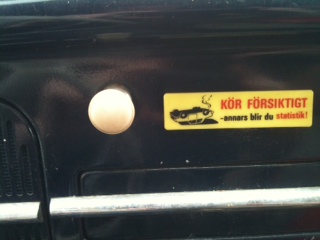 KÖR FÖRSIKTIGT
-annars blir du statistik!